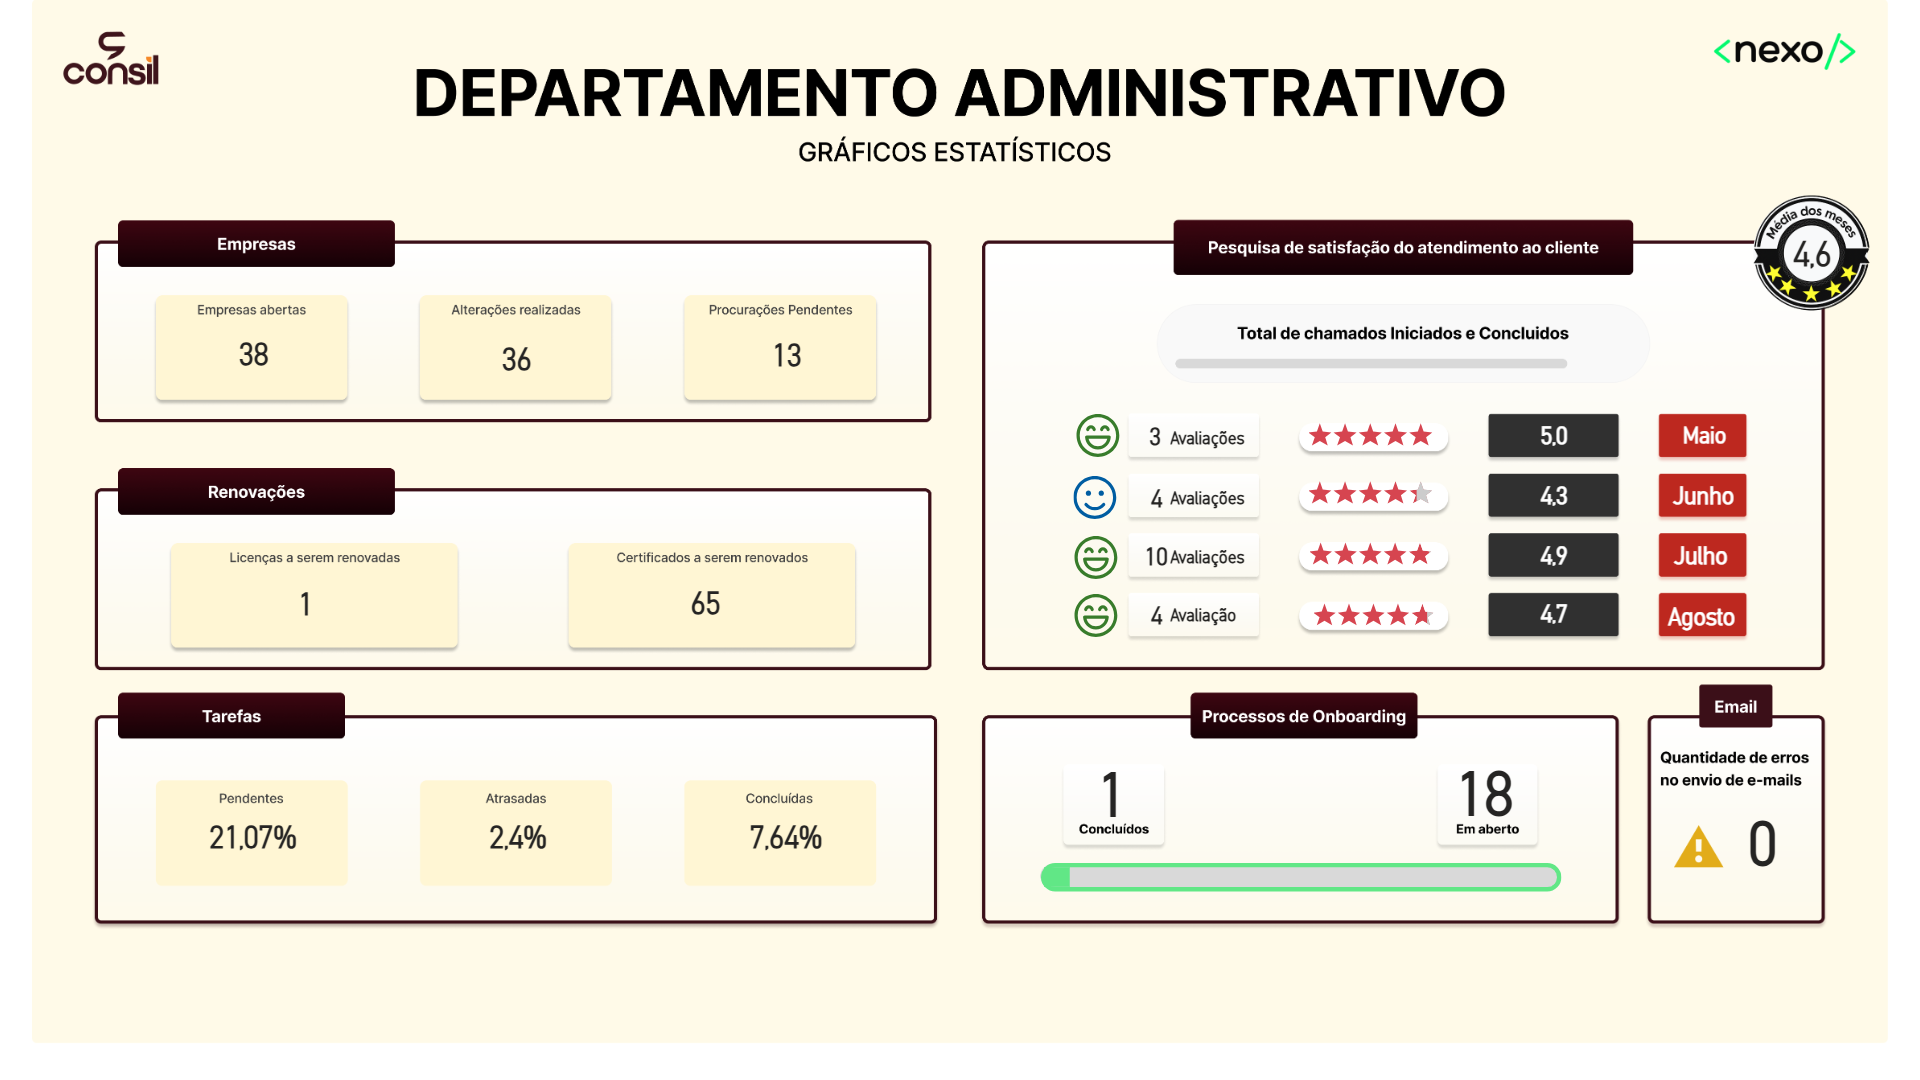 consil
<nexo/>
DEPARTAMENTO ADMINISTRATIVO
GRÁFICOS ESTATÍSTICOS
Empresas
Empresas abertas
38
Alterações realizadas
36
Procurações Pendentes
13
Renovações
Licenças a serem renovadas
1
Certificados a serem renovados
65
Tarefas
Pendentes
21,07%
Atrasadas
2,4%
Concluídas
7,64%
Pesquisa de satisfação do atendimento ao cliente
Média dos meses
4,6
Total de chamados Iniciados e Concluidos
3 Avaliações 5,0 Maio
4 Avaliações 4,3 Junho
10 Avaliações 4,9 Julho
4 Avaliação 4,7 Agosto
Processos de Onboarding
1
Concluídos
18
Em aberto
Email
Quantidade de erros
no envio de e-mails
0